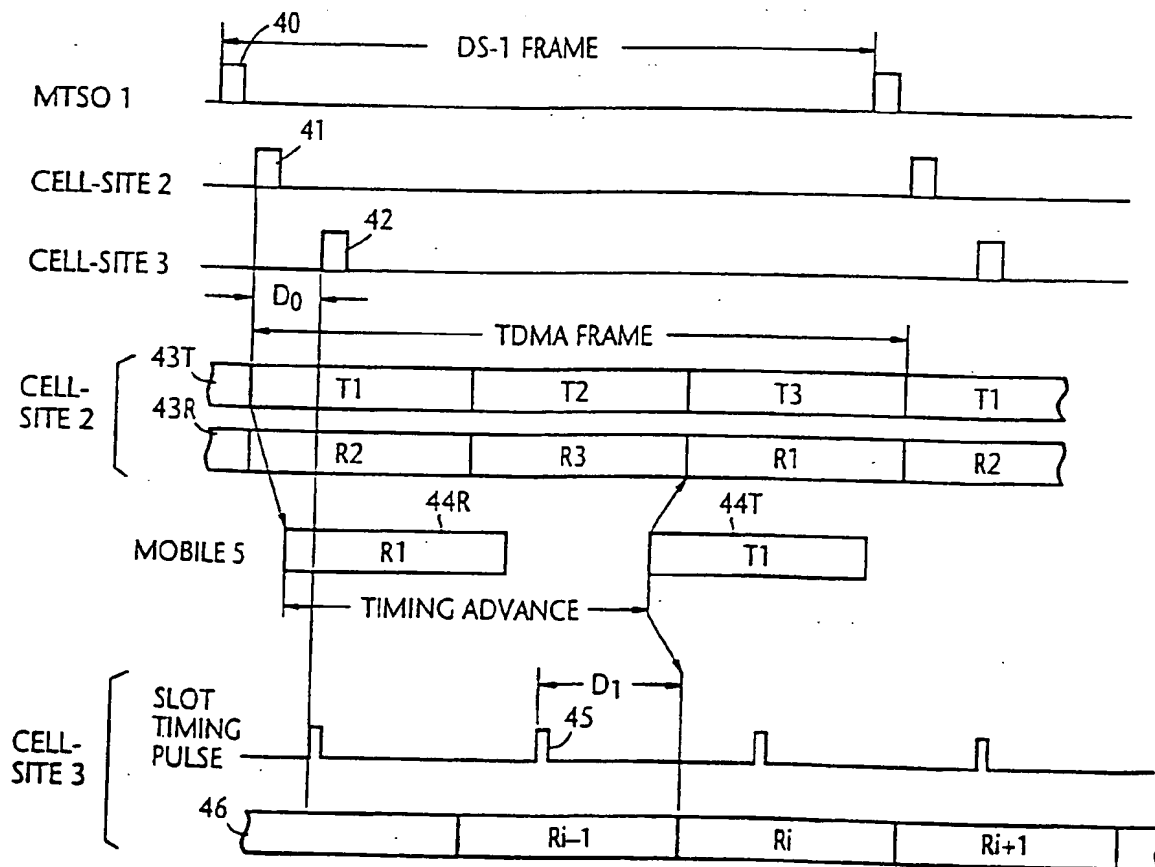 40
DS-1 FRAME
MTSO 1
41
CELL-SITE 2
42
CELL-SITE 3
D0
TDMA FRAME
CELL-
SITE 2
43T
T1 T2 T3 T1
43R
R2 R3 R1 R2
44R 44T
MOBILE 5
R1 T1
TIMING ADVANCE
CELL-
SITE 3
SLOT
TIMING
PULSE
D1
45
46
Ri–1 Ri Ri+1